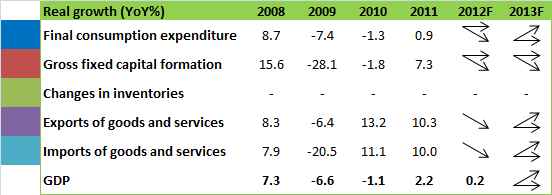 Real growth (YoY%) 2008 2009 2010 2011 2012F 2013F
Final consumption expenditure 8.7 -7.4 -1.3 0.9
Gross fixed capital formation 15.6 -28.1 -1.8 7.3
Changes in inventories - - - - - -
Exports of goods and services 8.3 -6.4 13.2 10.3
Imports of goods and services 7.9 -20.5 11.1 10.0
GDP 7.3 -6.6 -1.1 2.2 0.2